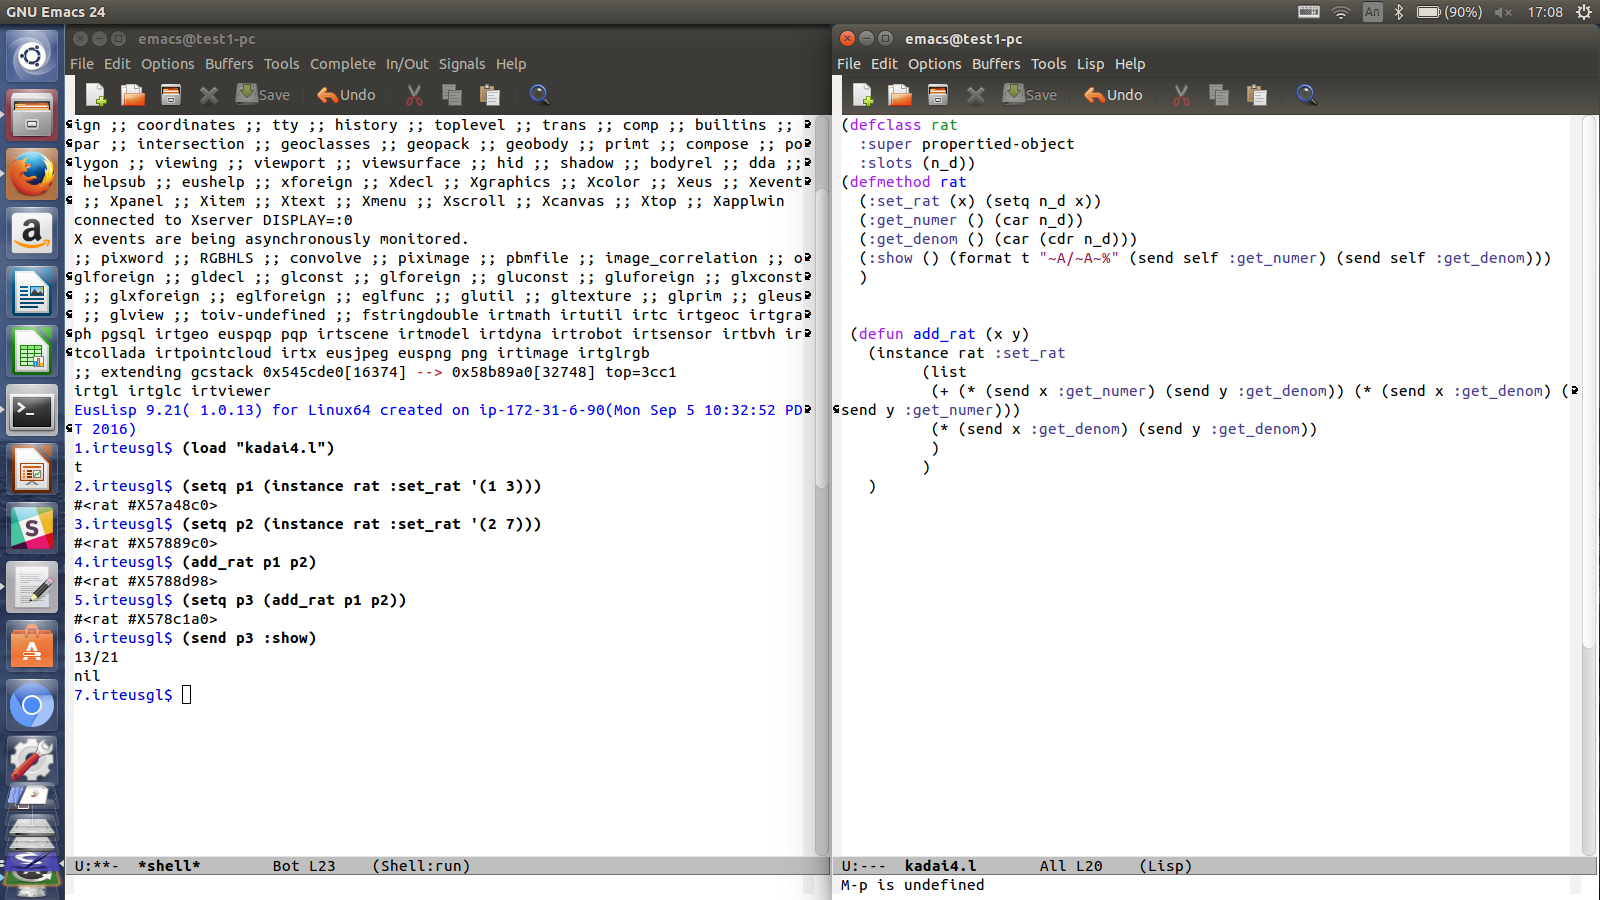 GNU Emacs 24
An
(90%)
17:08
emacs@test1-pc
File Edit Options Buffers Tools Complete In/Out Signals Help
Save
Undo
ign ;; coordinates ;; tty ;; history ;; toplevel ;; trans ;; comp ;; builtins ;;
par ;; intersection ;; geoclasses ;; geopack ;; geobody ;; primt ;; compose ;; po
lygon ;; viewing ;; viewport ;; viewsurface ;; hid ;; shadow ;; bodyrel ;; dda ;;
helpsub ;; eushelp ;; xforeign ;; Xdecl ;; Xgraphics ;; Xcolor ;; Xeus ;; Xevent
;; Xpanel ;; Xitem ;; Xtext ;; Xmenu ;; Xscroll ;; Xcanvas ;; Xtop ;; Xapplwin
connected to Xserver DISPLAY=:0
X events are being asynchronously monitored.
;; pixword ;; RGBHLS ;; convolve ;; piximage ;; pbmfile ;; image_correlation ;; o
glforeign ;; gldecl ;; glconst ;; glforeign ;; gluconst ;; gluforeign ;; glxconst
;; glxforeign ;; eglforeign ;; eglfunc ;; glutil ;; gltexture ;; glprim ;; gleus
;; glview ;; toiv-undefined ;; fstringdouble irtmath irtutil irtc irtgeoc irtgra
ph pgsql irtgeo euspqp pqp irtscene irtmodel irtdyna irtrobot irtsensor irtbvh ir
tcollada irtpointcloud irtx eusjpeg euspng png irtimage irtglrgb
;; extending gcstack 0x545cde0[16374] --> 0x58b89a0[32748] top=3cc1
irtgl irtglc irtviewer
EusLisp 9.21( 1.0.13) for Linux64 created on ip-172-31-6-90(Mon Sep 5 10:32:52 PD
T 2016)
1.irteusgl$ (load "kadai4.l")
t
2.irteusgl$ (setq p1 (instance rat :set_rat '(1 3)))
#<rat #X57a48c0>
3.irteusgl$ (setq p2 (instance rat :set_rat '(2 7)))
#<rat #X57889c0>
4.irteusgl$ (add_rat p1 p2)
#<rat #X5788d98>
5.irteusgl$ (setq p3 (add_rat p1 p2))
#<rat #X578c1a0>
6.irteusgl$ (send p3 :show)
13/21
nil
7.irteusgl$
U:**- *shell* Bot L23 (Shell:run)
emacs@test1-pc
File Edit Options Buffers Tools Lisp Help
Save
Undo
(defclass rat
:super propertied-object
:slots (n_d))
(defmethod rat
(:set_rat (x) (setq n_d x))
(:get_numer () (car n_d))
(:get_denom () (car (cdr n_d)))
(:show () (format t "~A/~A~%" (send self :get_numer) (send self :get_denom)))
)
(defun add_rat (x y)
(instance rat :set_rat
(list
(+ (* (send x :get_numer) (send y :get_denom)) (* (send x :get_denom) (
send y :get_numer)))
(* (send x :get_denom) (send y :get_denom))
)
)
)
U:--- kadai4.l All L20 (Lisp)
M-p is undefined